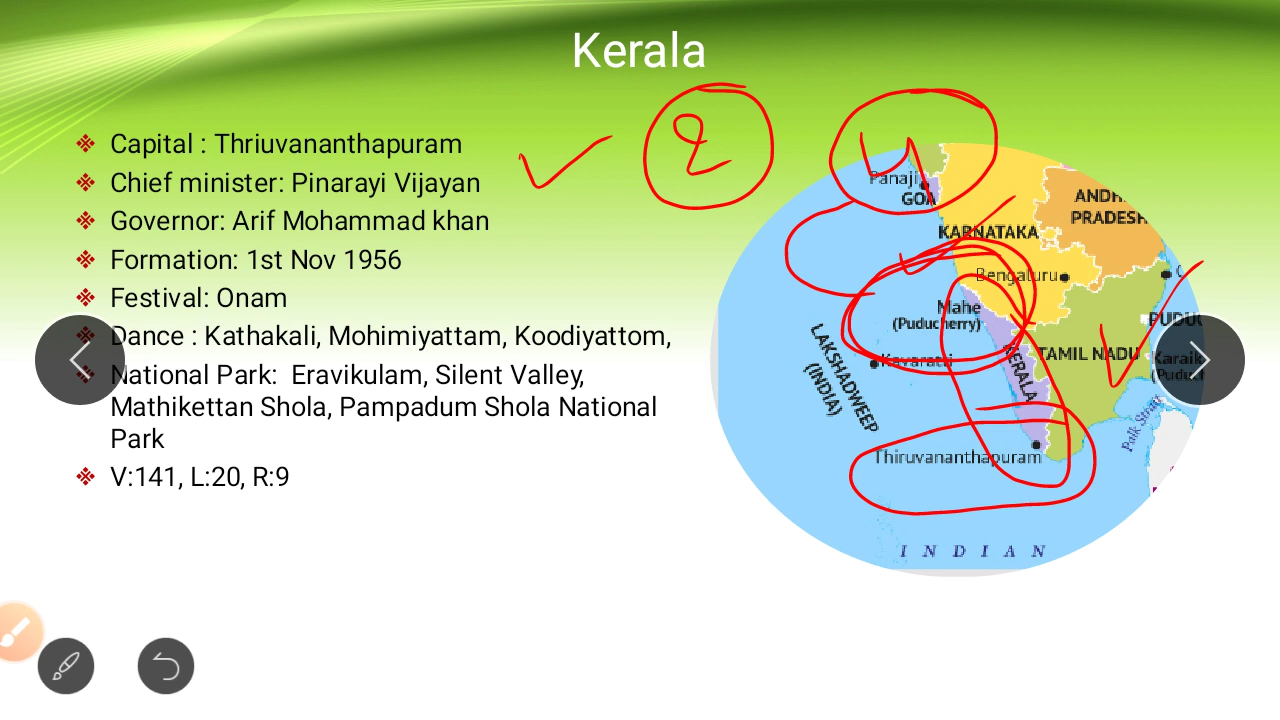 Kerala
Capital : Thriuvananthapuram
Chief minister: Pinarayi Vijayan
Governor: Arif Mohammad khan
Formation: 1st Nov 1956
Festival: Onam
Dance : Kathakali, Mohimiyattam, Koodiyattom,
National Park: Eravikulam, Silent Valley,
Mathikettan Shola, Pampadum Shola National
Park
V:141, L:20, R:9
Panaji
GOA
KARNATAKA
PRADESH
Bengaluru
Mahe
(Puducherry)
LAKSHADWEEP
(INDIA)
Kavaratti
KERALA
TAMIL NADU
Palk Strait
Thiruvananthapuram
INDIAN